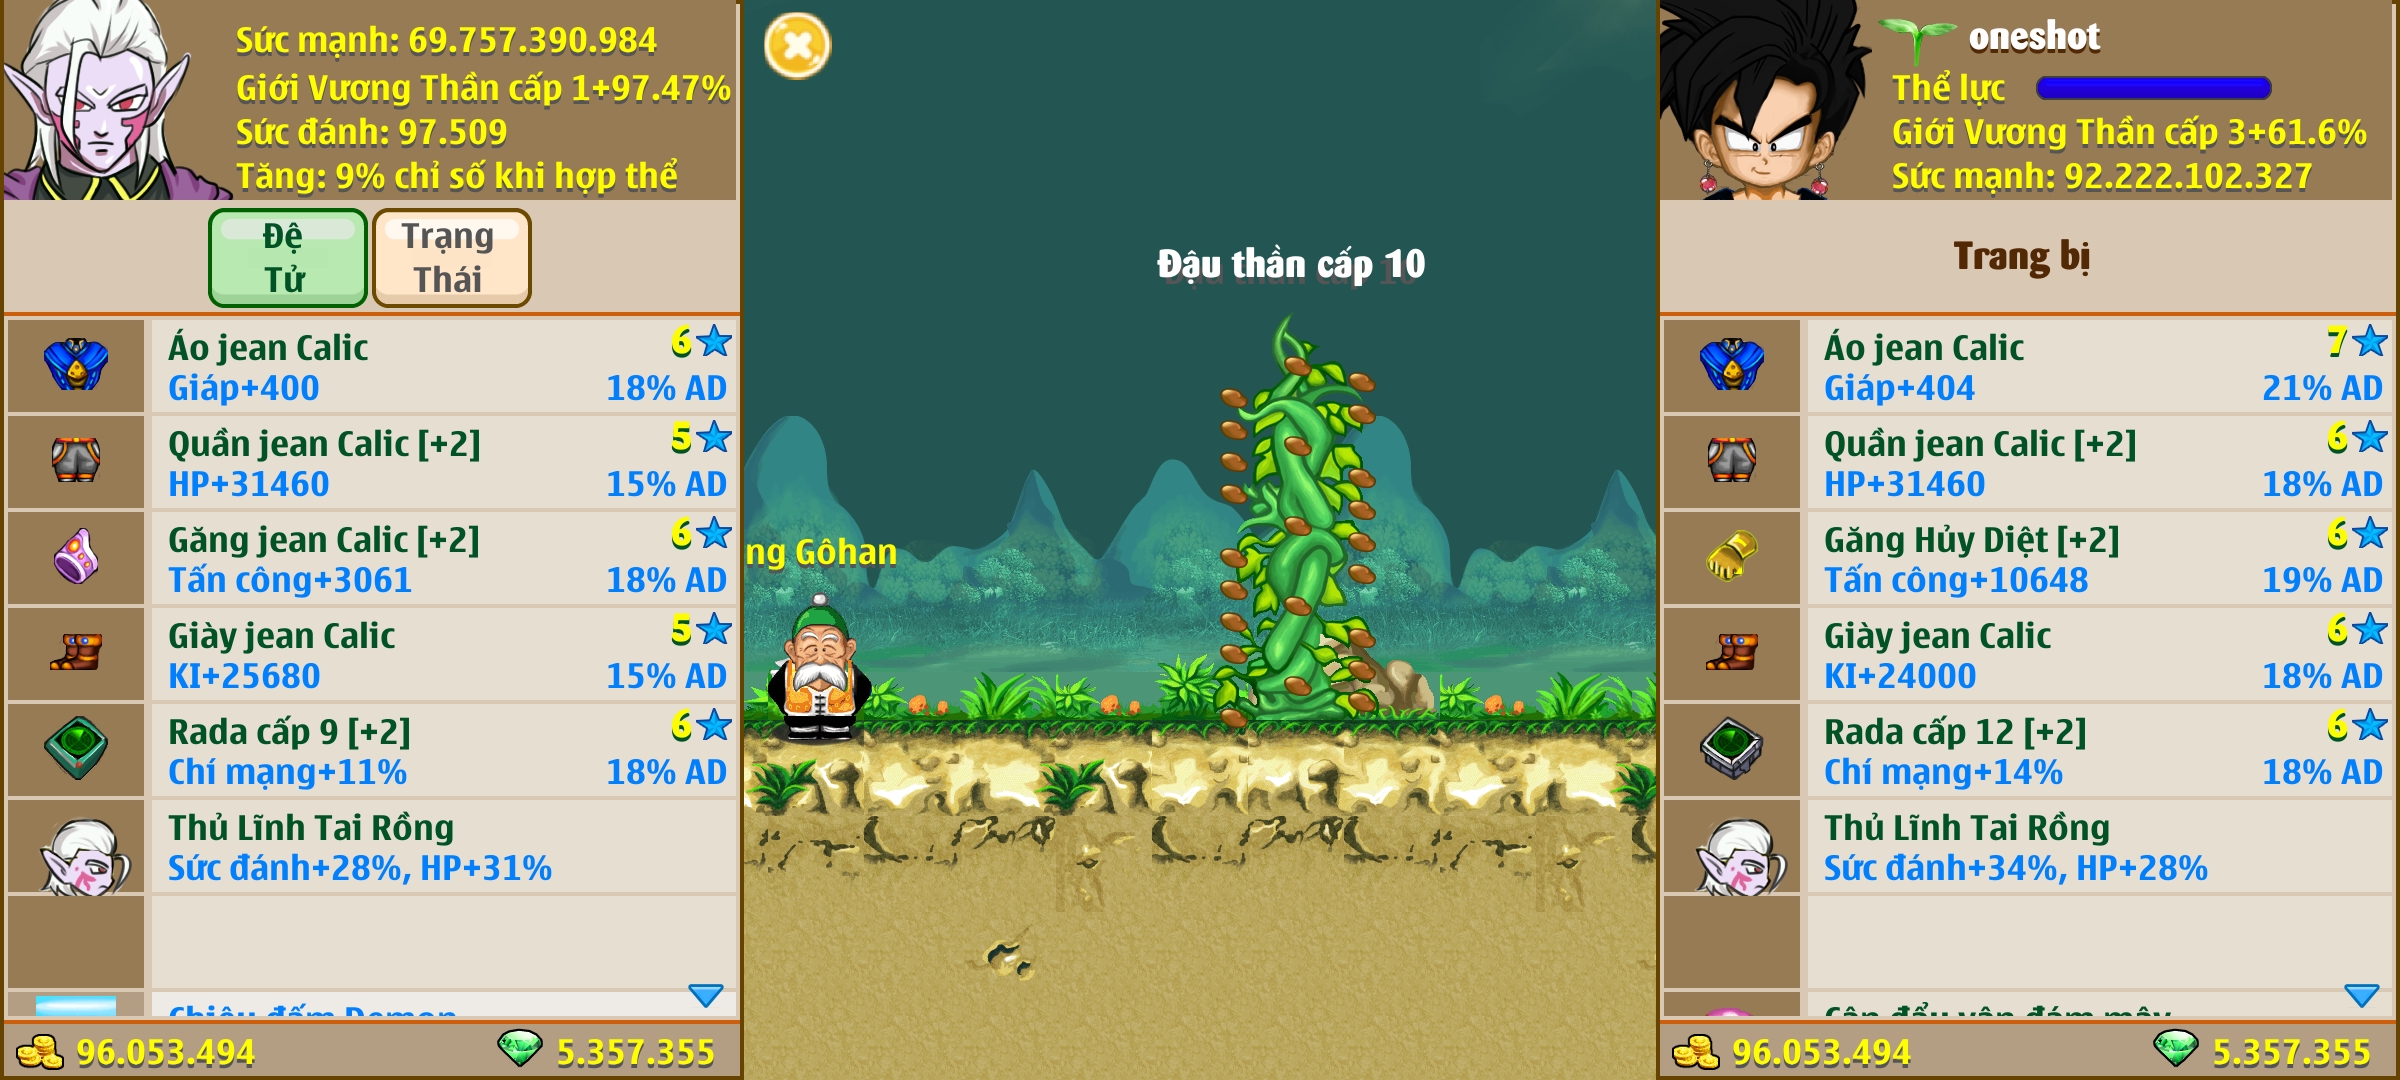 Sức mạnh: 69.757.390.984
Giới Vương Thần cấp 1+97.47%
Sức đánh: 97.509
Tăng: 9% chỉ số khi hợp thể
Đệ
Tử
Trạng
Thái
Áo jean Calic 6
Giáp+400 18% AD
Quần jean Calic [+2] 5
HP+31460 15% AD
Găng jean Calic [+2] 6
Tấn công+3061 18% AD
Giày jean Calic 5
KI+25680 15% AD
Rada cấp 9 [+2] 6
Chí mạng+11% 18% AD
Thủ Lĩnh Tai Rồng
Sức đánh+28%, HP+31%
Chiêu đấm Demon
96.053.494 5.357.355
Đậu thần cấp 10
ng Gôhan
oneshot
Thể lực
Giới Vương Thần cấp 3+61.6%
Sức mạnh: 92.222.102.327
Trang bị
Áo jean Calic 7
Giáp+404 21% AD
Quần jean Calic [+2] 6
HP+31460 18% AD
Găng Hủy Diệt [+2] 6
Tấn công+10648 19% AD
Giày jean Calic 6
KI+24000 18% AD
Rada cấp 12 [+2] 6
Chí mạng+14% 18% AD
Thủ Lĩnh Tai Rồng
Sức đánh+34%, HP+28%
Cân đẩu vân đám mây
96.053.494 5.357.355